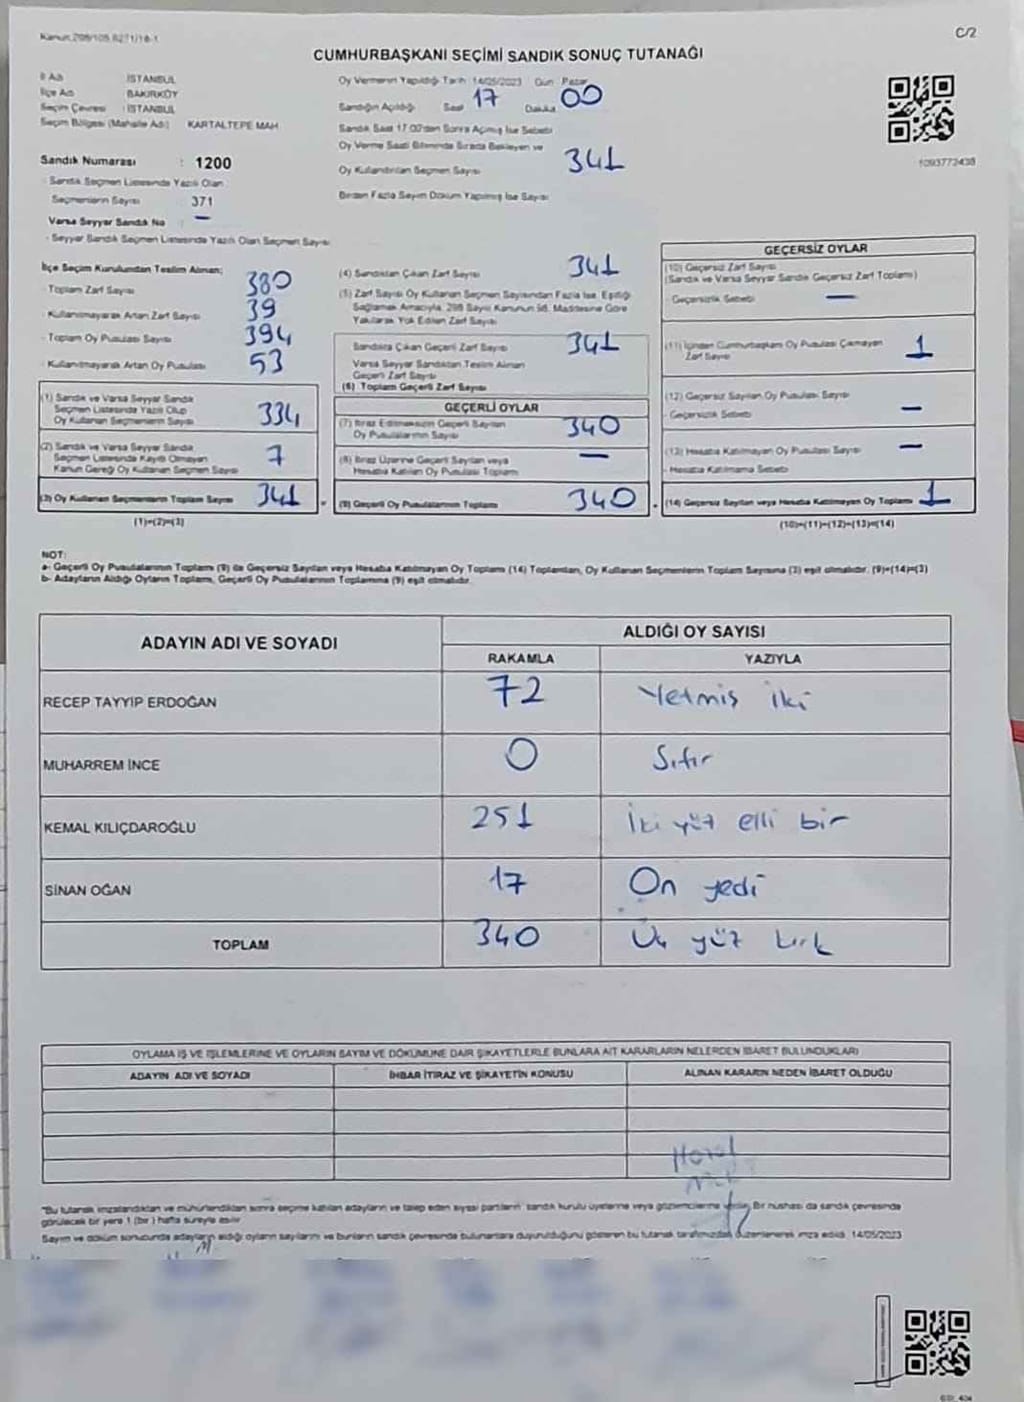 Kanun:298/105.827 1/16-1
C/2
CUMHURBAŞKANI SEÇİMİ SANDIK SONUÇ TUTANAĞI
İl Adı İSTANBUL
İlçe Adı BAKIRKÖY
Seçim Çevresi : İSTANBUL
Seçim Bölgesi (Mahalle Adı) KARTALTEPE MAH
Oy Vermenin Yapıldığı Tarih 14/05/2023 Gün Pazar
Sandığın Açıldığı Saat 17 Dakika 00
Sandık Saat 17.00'den Sonra Açılmış İse Sebebi
Oy Verme Saati Bitiminde Sırada Bekleyen ve
Oy Kullandırılan Seçmen Sayısı 341
Birden Fazla Sayım Döküm Yapılmış İse Sayısı
1093772438
Sandık Numarası : 1200
- Sandık Seçmen Listesinde Yazılı Olan
Seçmenlerin Sayısı 371
Varsa Seyyar Sandık No : —
- Seyyar Sandık Seçmen Listesinde Yazılı Olan Seçmen Sayısı
İlçe Seçim Kurulundan Teslim Alınan;
- Toplam Zarf Sayısı 380
- Kullanılmayarak Artan Zarf Sayısı 39
- Toplam Oy Pusulası Sayısı 394
- Kullanılmayarak Artan Oy Pusulası 53
(1) Sandık ve Varsa Seyyar Sandık
Seçmen Listesinde Yazılı Olup
Oy Kullanan Seçmenlerin Sayısı 334
(2) Sandık ve Varsa Seyyar Sandık
Seçmen Listesinde Kayıtlı Olmayan
Kanun Gereği Oy Kullanan Seçmen Sayısı 7
(3) Oy Kullanan Seçmenlerin Toplam Sayısı 341
(1)+(2)=(3)
(4) Sandıktan Çıkan Zarf Sayısı 341
(5) Zarf Sayısı Oy Kullanan Seçmen Sayısından Fazla İse, Eşitliği
Sağlamak Amacıyla, 298 Sayılı Kanunun 98. Maddesine Göre
Yakılarak Yok Edilen Zarf Sayısı
Sandıkta Çıkan Geçerli Zarf Sayısı 341
Varsa Seyyar Sandıktan Teslim Alınan
Geçerli Zarf Sayısı
(6) Toplam Geçerli Zarf Sayısı
GEÇERLİ OYLAR
(7) İtiraz Edilmeksizin Geçerli Sayılan
Oy Pusulalarının Sayısı 340
(8) İtiraz Üzerine Geçerli Sayılan veya
Hesaba Katılan Oy Pusulası Toplamı —
(9) Geçerli Oy Pusulalarının Toplamı 340
GEÇERSİZ OYLAR
(10) Geçersiz Zarf Sayısı
(Sandık ve Varsa Seyyar Sandık Geçersiz Zarf Toplamı)
- Geçersizlik Sebebi —
(11) İçinden Cumhurbaşkanı Oy Pusulası Çıkmayan
Zarf Sayısı 1
(12) Geçersiz Sayılan Oy Pusulası Sayısı
- Geçersizlik Sebebi —
(13) Hesaba Katılmayan Oy Pusulası Sayısı —
- Hesaba Katılmama Sebebi
(14) Geçersiz Sayılan veya Hesaba Katılmayan Oy Toplamı 1
(10)+(11)+(12)+(13)=(14)
NOT:
a- Geçerli Oy Pusulalarının Toplamı (9) ile Geçersiz Sayılan veya Hesaba Katılmayan Oy Toplamı (14) Toplamları, Oy Kullanan Seçmenlerin Toplam Sayısına (3) eşit olmalıdır. (9)+(14)=(3)
b- Adayların Aldığı Oyların Toplamı, Geçerli Oy Pusulalarının Toplamına (9) eşit olmalıdır.
ADAYIN ADI VE SOYADI ALDIĞI OY SAYISI
RAKAMLA YAZIYLA
RECEP TAYYİP ERDOĞAN 72 Yetmiş iki
MUHARREM İNCE 0 Sıfır
KEMAL KILIÇDAROĞLU 251 İki yüz elli bir
SİNAN OĞAN 17 On yedi
TOPLAM 340 Üç yüz kırk
OYLAMA İŞ VE İŞLEMLERİNE VE OYLARIN SAYIM VE DÖKÜMÜNE DAİR ŞİKAYETLERLE BUNLARA AİT KARARLARIN NELERDEN İBARET BULUNDUKLARI
ADAYIN ADI VE SOYADI İHBAR İTİRAZ VE ŞİKAYETİN KONUSU ALINAN KARARIN NEDEN İBARET OLDUĞU
"Bu tutanak imzalandıktan ve mühürlendikten sonra seçime katılan adayların ve talep eden siyasi partilerin sandık kurulu üyelerine veya gözlemcilerine verilir. Bir nushası da sandık çevresinde
görülecek bir yere 1 (bir) hafta süreyle asılır
Sayım ve döküm sonucunda adayların aldığı oyların sayılarını ve bunların sandık çevresinde bulunanlara duyurulduğunu gösteren bu tutanak tarafımızdan düzenlenerek imza edildi. 14/05/2023